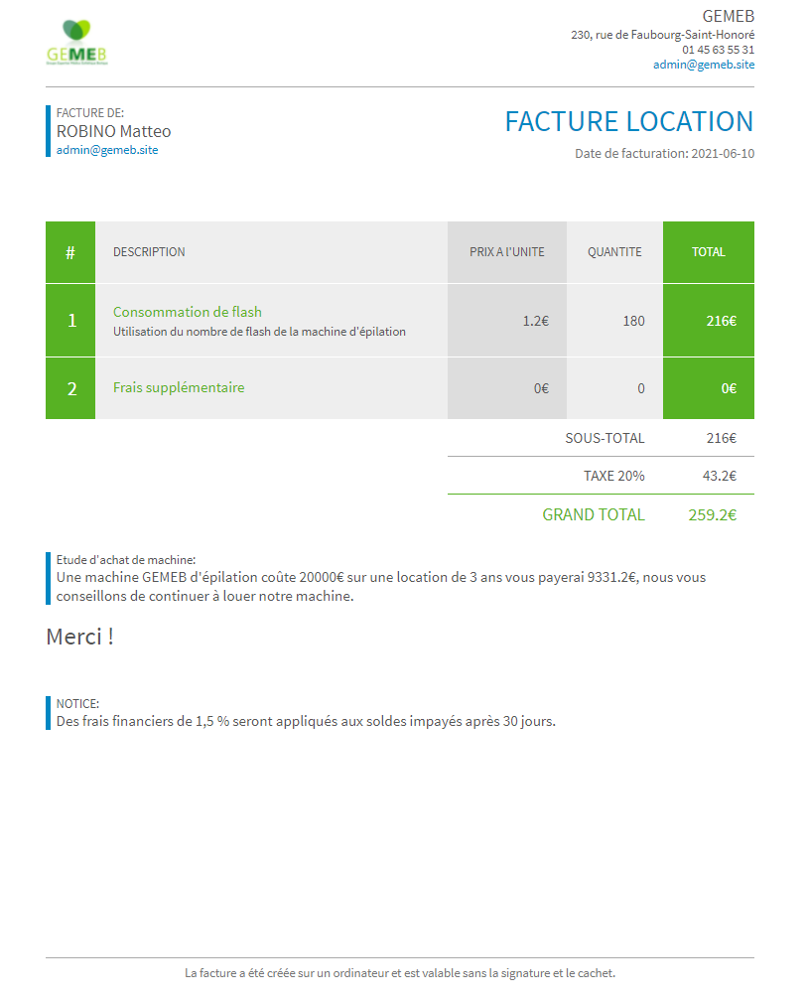 GEMEB
GEMEB
230, rue de Faubourg-Saint-Honoré
01 45 63 55 31
admin@gemeb.site
FACTURE DE:
ROBINO Matteo
admin@gemeb.site
FACTURE LOCATION
Date de facturation: 2021-06-10
# DESCRIPTION PRIX A l'UNITE QUANTITE TOTAL
1 Consommation de flash 1.2€ 180 216€
Utilisation du nombre de flash de la machine d'épilation
2 Frais supplémentaire 0€ 0 0€
SOUS-TOTAL 216€
TAXE 20% 43.2€
GRAND TOTAL 259.2€
Etude d'achat de machine:
Une machine GEMEB d'épilation coûte 20000€ sur une location de 3 ans vous payerai 9331.2€, nous vous
conseillons de continuer à louer notre machine.
Merci !
NOTICE:
Des frais financiers de 1,5 % seront appliqués aux soldes impayés après 30 jours.
La facture a été créée sur un ordinateur et est valable sans la signature et le cachet.